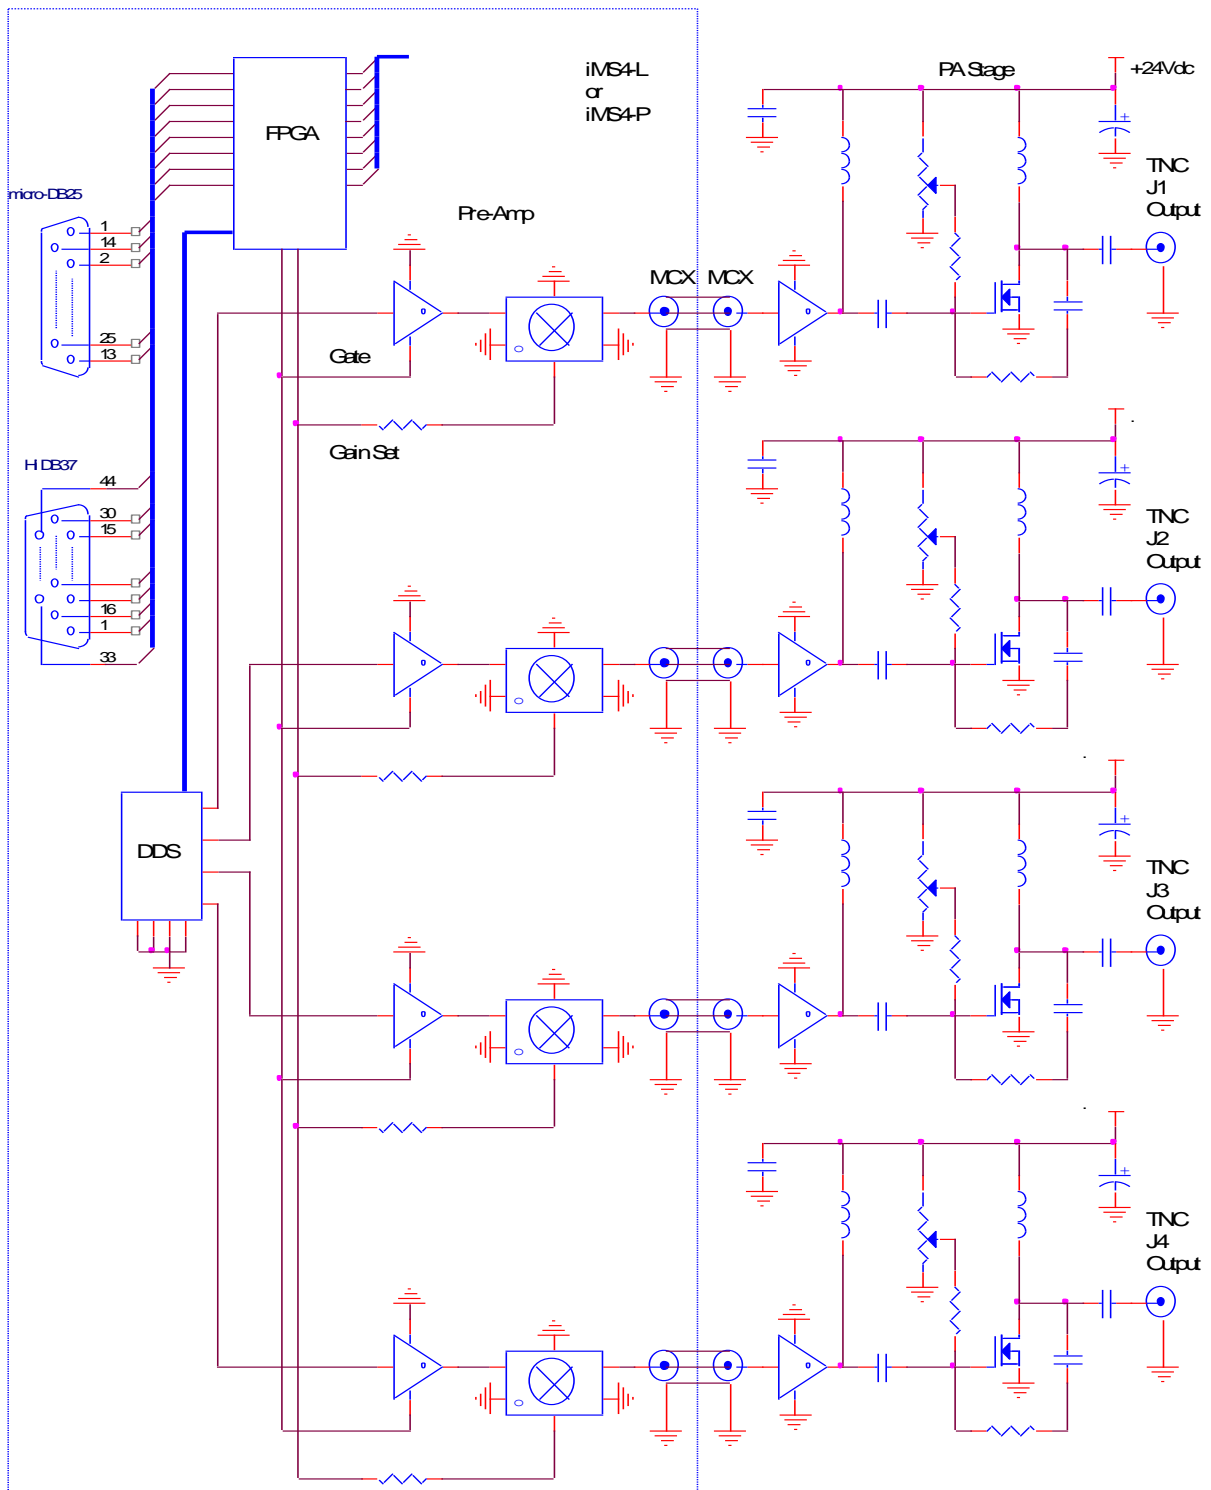 iMS4-L
or
iMS4-P
PA Stage
+24Vdc
FPGA
TNC
J1
Output
micro-DB25
Pre-Amp
1
14
2
MCX MCX
25
13
Gate
Gain Set
44
30
15
16
1
33
TNC
J2
Output
DDS
TNC
J3
Output
TNC
J4
Output